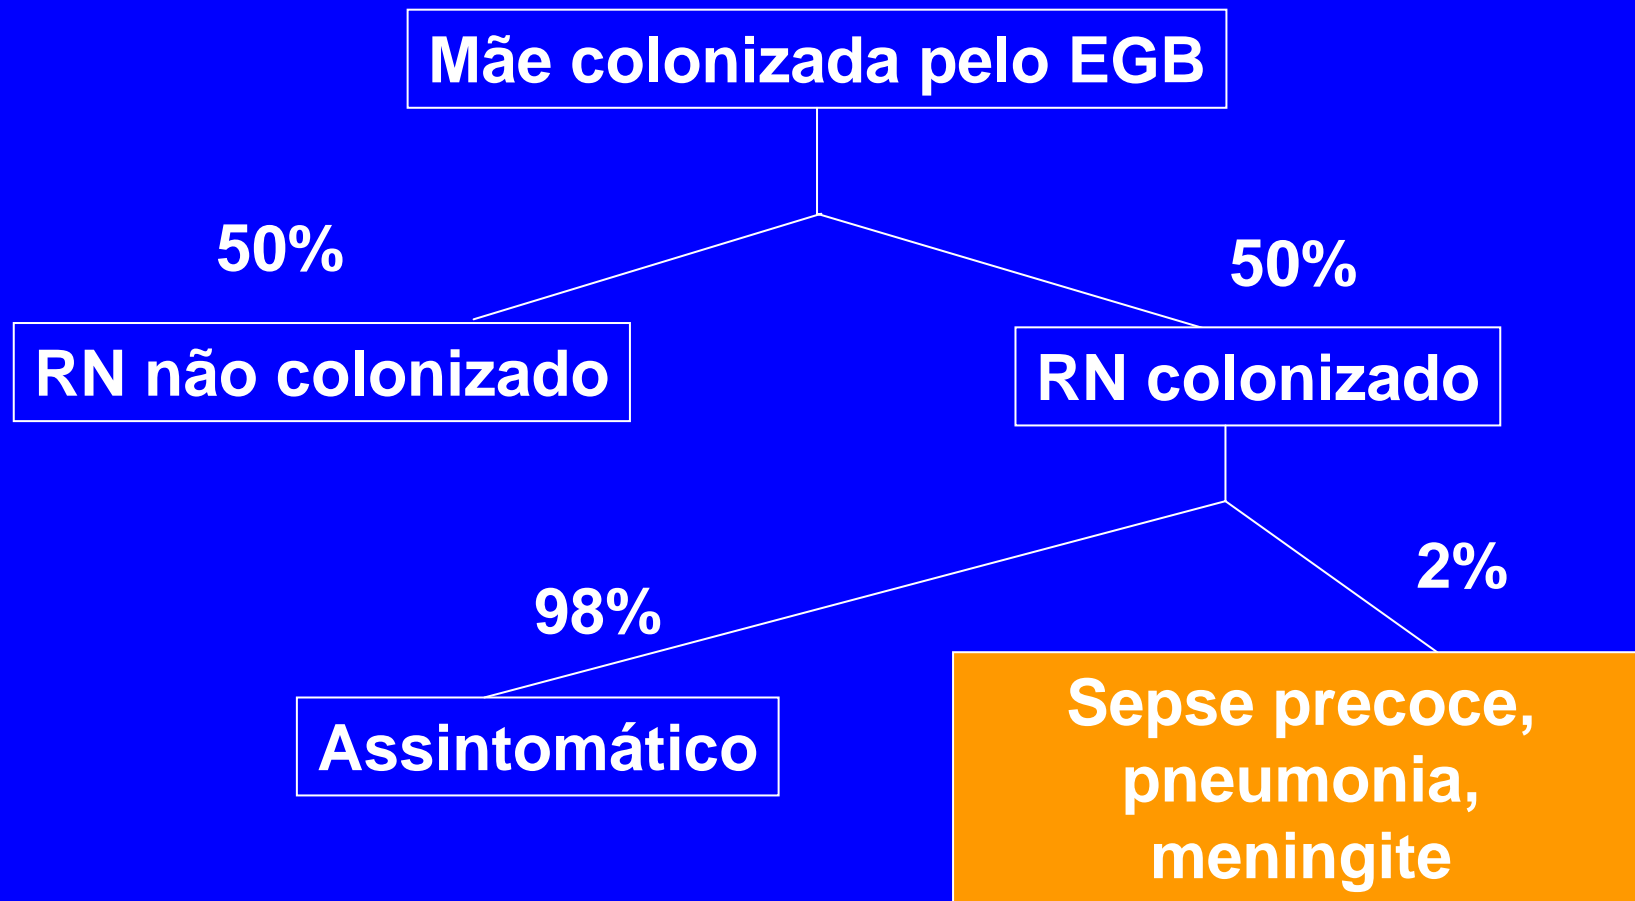 Mãe colonizada pelo EGB
50%
50%
RN não colonizado
RN colonizado
98%
2%
Assintomático
Sepse precoce,
pneumonia,
meningite